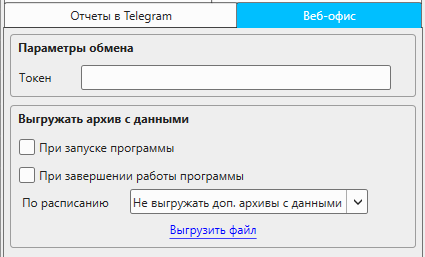 Отчеты в Telegram
Веб-офис
Параметры обмена
Токен
Выгружать архив с данными
При запуске программы
При завершении работы программы
По расписанию
Не выгружать доп. архивы с данными
Выгрузить файл